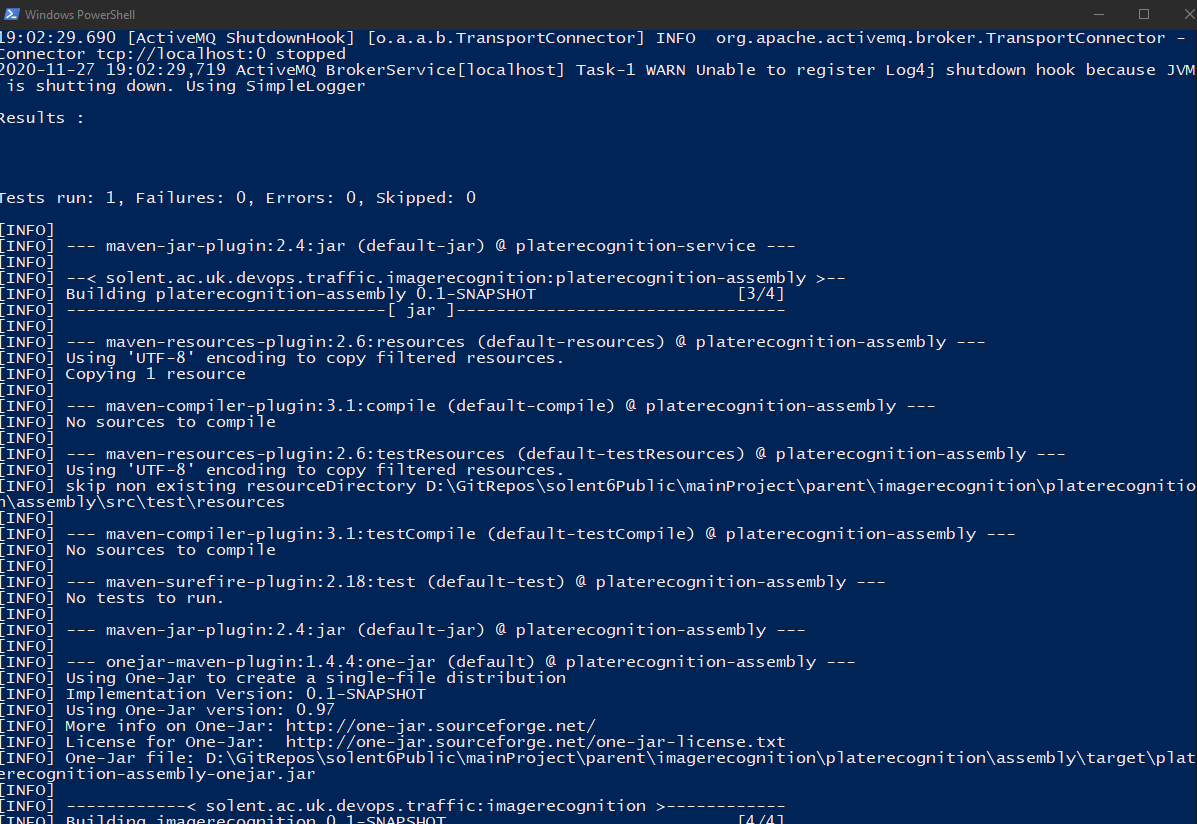 Windows PowerShell
19:02:29.690 [ActiveMQ ShutdownHook] [o.a.a.b.TransportConnector] INFO  org.apache.activemq.broker.TransportConnector -
Connector tcp://localhost:0 stopped
2020-11-27 19:02:29,719 ActiveMQ BrokerService[localhost] Task-1 WARN Unable to register Log4j shutdown hook because JVM
 is shutting down. Using SimpleLogger
Results :
Tests run: 1, Failures: 0, Errors: 0, Skipped: 0
[INFO]
[INFO] --- maven-jar-plugin:2.4:jar (default-jar) @ platerecognition-service ---
[INFO]
[INFO] --< solent.ac.uk.devops.traffic.imagerecognition:platerecognition-assembly >--
[INFO] Building platerecognition-assembly 0.1-SNAPSHOT                    [3/4]
[INFO] --------------------------------[ jar ]---------------------------------
[INFO]
[INFO] --- maven-resources-plugin:2.6:resources (default-resources) @ platerecognition-assembly ---
[INFO] Using 'UTF-8' encoding to copy filtered resources.
[INFO] Copying 1 resource
[INFO]
[INFO] --- maven-compiler-plugin:3.1:compile (default-compile) @ platerecognition-assembly ---
[INFO] No sources to compile
[INFO]
[INFO] --- maven-resources-plugin:2.6:testResources (default-testResources) @ platerecognition-assembly ---
[INFO] Using 'UTF-8' encoding to copy filtered resources.
[INFO] skip non existing resourceDirectory D:\GitRepos\solent6Public\mainProject\parent\imagerecognition\platerecognitio
n\assembly\src\test\resources
[INFO]
[INFO] --- maven-compiler-plugin:3.1:testCompile (default-testCompile) @ platerecognition-assembly ---
[INFO] No sources to compile
[INFO]
[INFO] --- maven-surefire-plugin:2.18:test (default-test) @ platerecognition-assembly ---
[INFO] No tests to run.
[INFO]
[INFO] --- maven-jar-plugin:2.4:jar (default-jar) @ platerecognition-assembly ---
[INFO]
[INFO] --- onejar-maven-plugin:1.4.4:one-jar (default) @ platerecognition-assembly ---
[INFO] Using One-Jar to create a single-file distribution
[INFO] Implementation Version: 0.1-SNAPSHOT
[INFO] Using One-Jar version: 0.97
[INFO] More info on One-Jar: http://one-jar.sourceforge.net/
[INFO] License for One-Jar:  http://one-jar.sourceforge.net/one-jar-license.txt
[INFO] One-Jar file: D:\GitRepos\solent6Public\mainProject\parent\imagerecognition\platerecognition\assembly\target\plat
erecognition-assembly-onejar.jar
[INFO]
[INFO] ------------< solent.ac.uk.devops.traffic:imagerecognition >------------
[INFO] Building imagerecognition 0.1-SNAPSHOT                             [4/4]